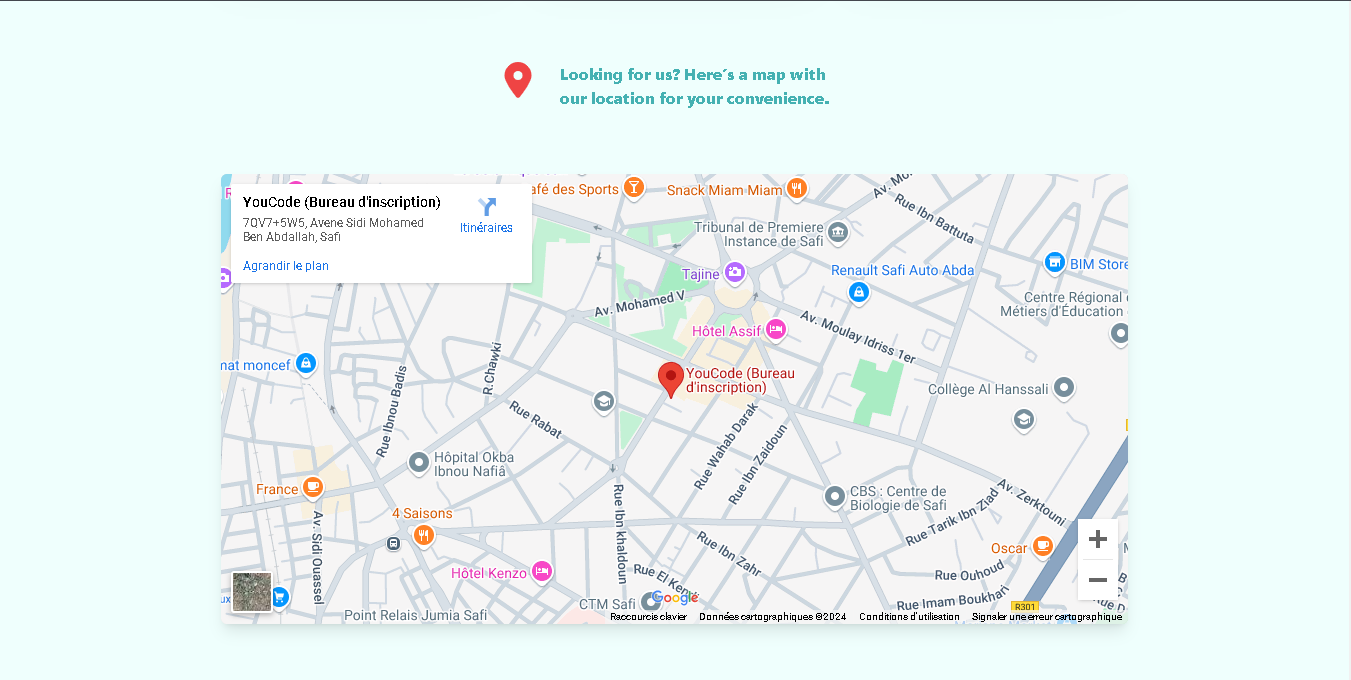 Looking for us? Here's a map with
our location for your convenience.
YouCode (Bureau d'inscription)
7QV7+5W5, Avene Sidi Mohamed
Ben Abdallah, Safi
Itinéraires
Agrandir le plan
afé des Sports
Snack Miam Miam
Av. Mo
Rue Ibn Battuta
Tribunal de Premiere
Instance de Safi
Tajine
Renault Safi Auto Abda
BIM Store
Av. Mohamed V
Centre Régional
Métiers d'Éducation
Hôtel Assif
Av. Moulay Idriss 1er
mat moncef
R.Chawki
YouCode (Bureau
d'inscription)
Collège Al Hanssali
Rue Ibnou Badis
Rue Rabat
Rue Wahab Darak
Rue Ibn Zaidoun
Hôpital Okba
Ibnou Nafiâ
France
CBS : Centre de
Biologie de Safi
Av. Zerktouni
Rue Tarik Ibn Ziad
4 Saisons
Av. Sidi Ouassel
Rue Ibn khaldoun
Rue Ibn Zahr
Oscar
Hôtel Kenzo
Rue El Ken
Rue Ouhoud
Rue Imam Boukhari
Rue D
ux
CTM Safi
Google
R301
Point Relais Jumia Safi
Raccourcis clavier
Données cartographiques ©2024
Conditions d'utilisation
Signaler une erreur cartographique